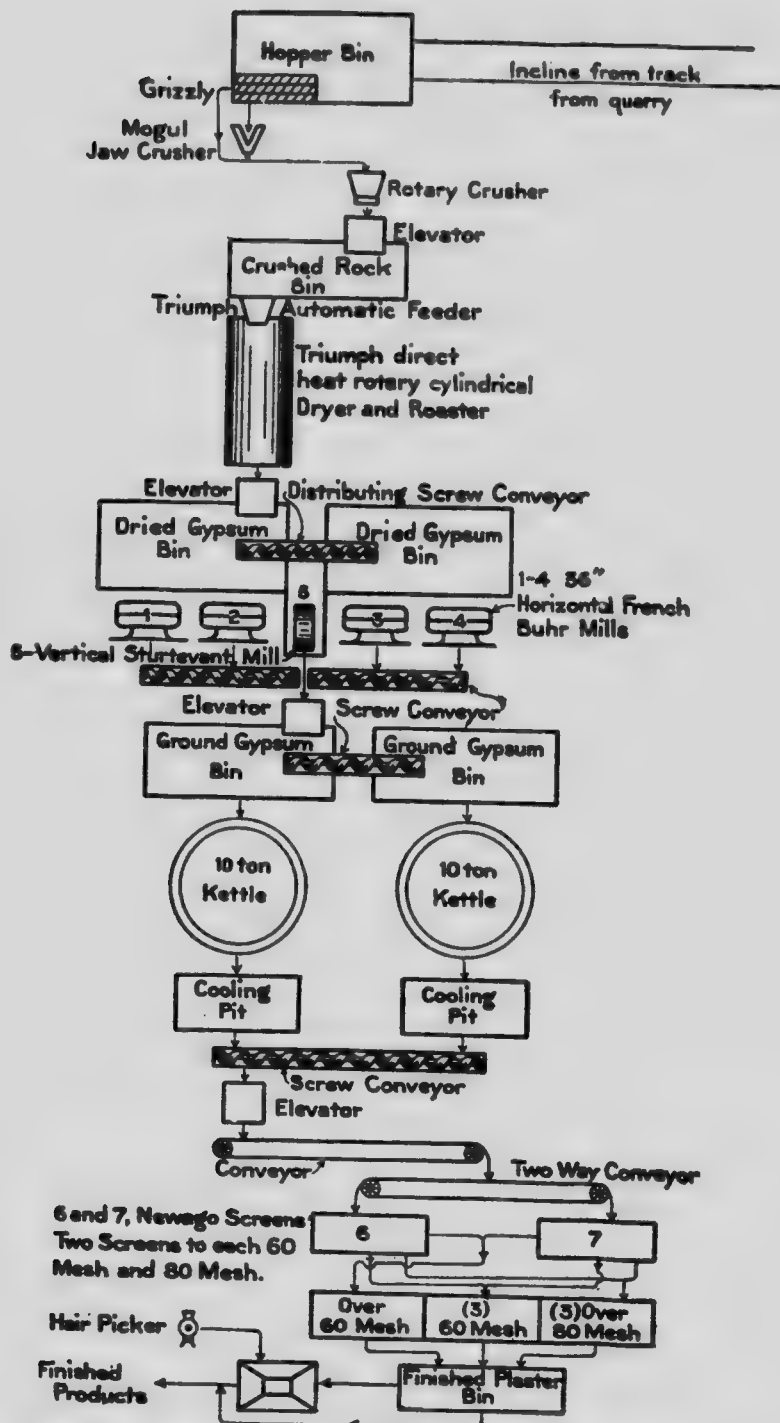 Hopper Bin
Incline from track
from querry
Grizzly
Mogul
Jaw Crusher
Rotary Crusher
Elevator
Crushed Rock
Bin
Triumph Automatic Feeder
Triumph direct
heat rotary cylindrical
Dryer and Roaster
Elevator
Distributing Screw Conveyor
Dried Gypsum
Bin
Dried Gypsum
Bin
1-4 36"
Horizontal French
Buhr Mills
5
1
2
3
4
5-Vertical Sturtevant Mill
Elevator
Screw Conveyor
Ground Gypsum
Bin
Ground Gypsum
Bin
10 ton
Kettle
10 ton
Kettle
Cooling
Pit
Cooling
Pit
Screw Conveyor
Elevator
Conveyor
Two Way Conveyor
6 and 7, Newago Screens
Two Screens to each 60
Mesh and 80 Mesh.
6
7
Over
60 Mesh
(3)
60 Mesh
(3)Over
80 Mesh
Hair Picker
Finished
Products
Finished Plaster
Bin